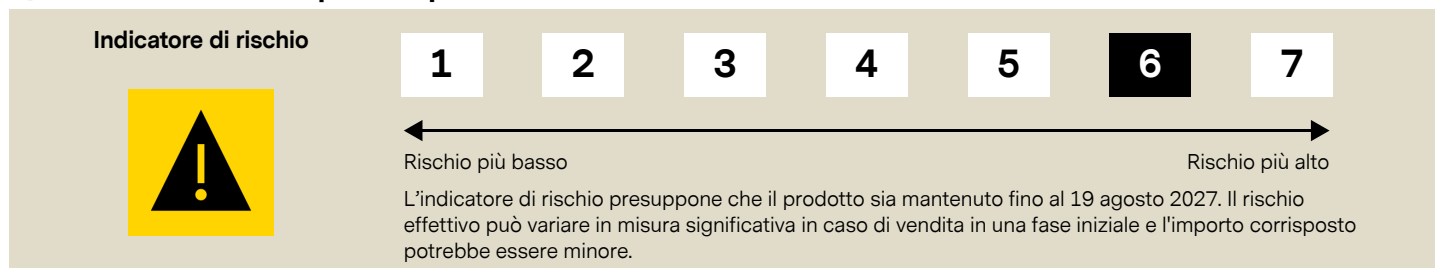 Indicatore di rischio
1 2 3 4 5 6 7
Rischio più basso Rischio più alto
L'indicatore di rischio presuppone che il prodotto sia mantenuto fino al 19 agosto 2027. Il rischio
effettivo può variare in misura significativa in caso di vendita in una fase iniziale e l'importo corrisposto
potrebbe essere minore.